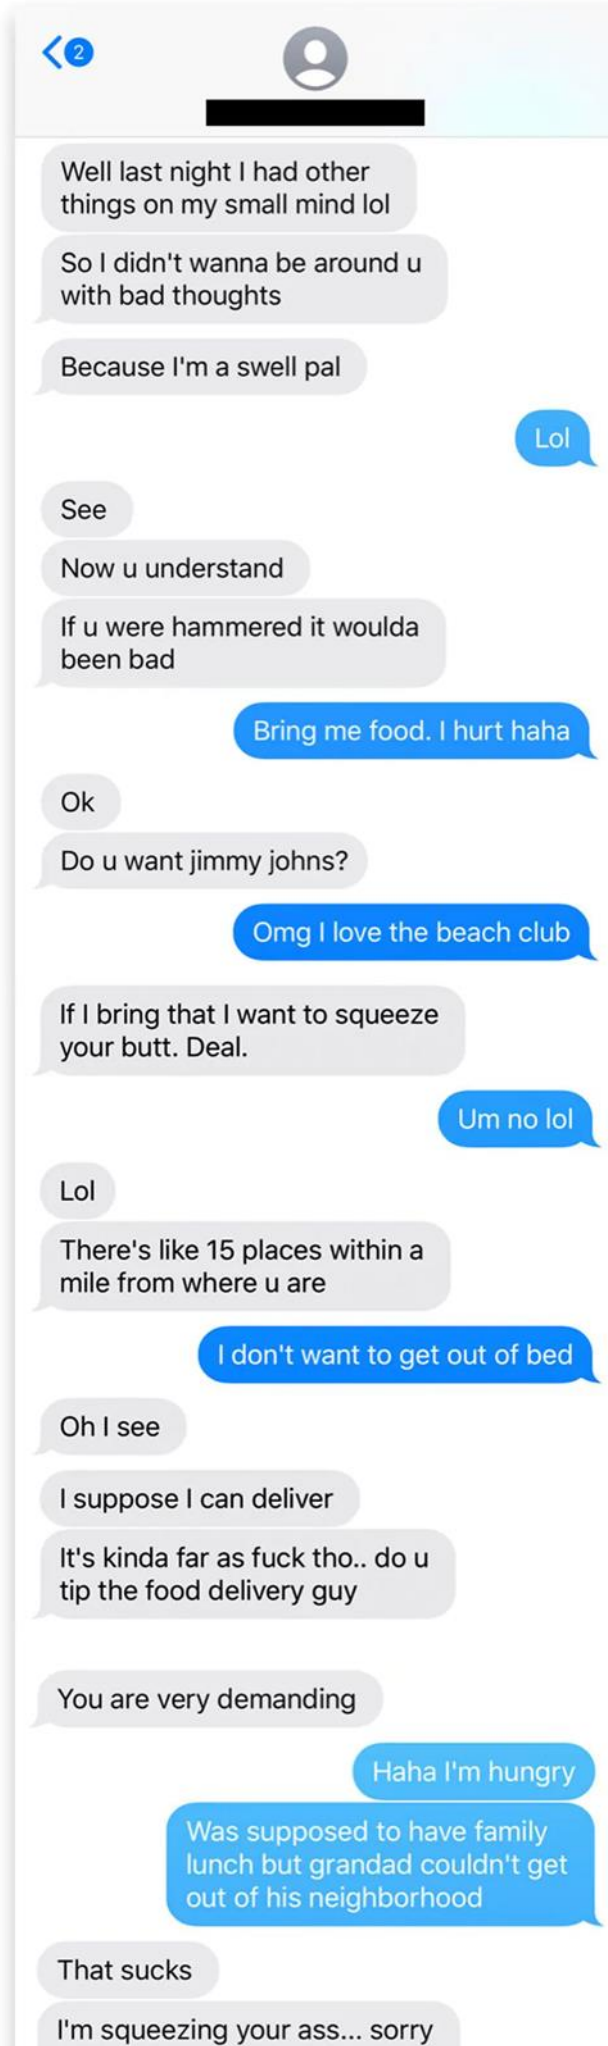 2
Well last night I had other
things on my small mind lol
So I didn't wanna be around u
with bad thoughts
Because I'm a swell pal
Lol
See
Now u understand
If u were hammered it woulda
been bad
Bring me food. I hurt haha
Ok
Do u want jimmy johns?
Omg I love the beach club
If I bring that I want to squeeze
your butt. Deal.
Um no lol
Lol
There's like 15 places within a
mile from where u are
I don't want to get out of bed
Oh I see
I suppose I can deliver
It's kinda far as fuck tho.. do u
tip the food delivery guy
You are very demanding
Haha I'm hungry
Was supposed to have family
lunch but grandad couldn't get
out of his neighborhood
That sucks
I'm squeezing your ass... sorry